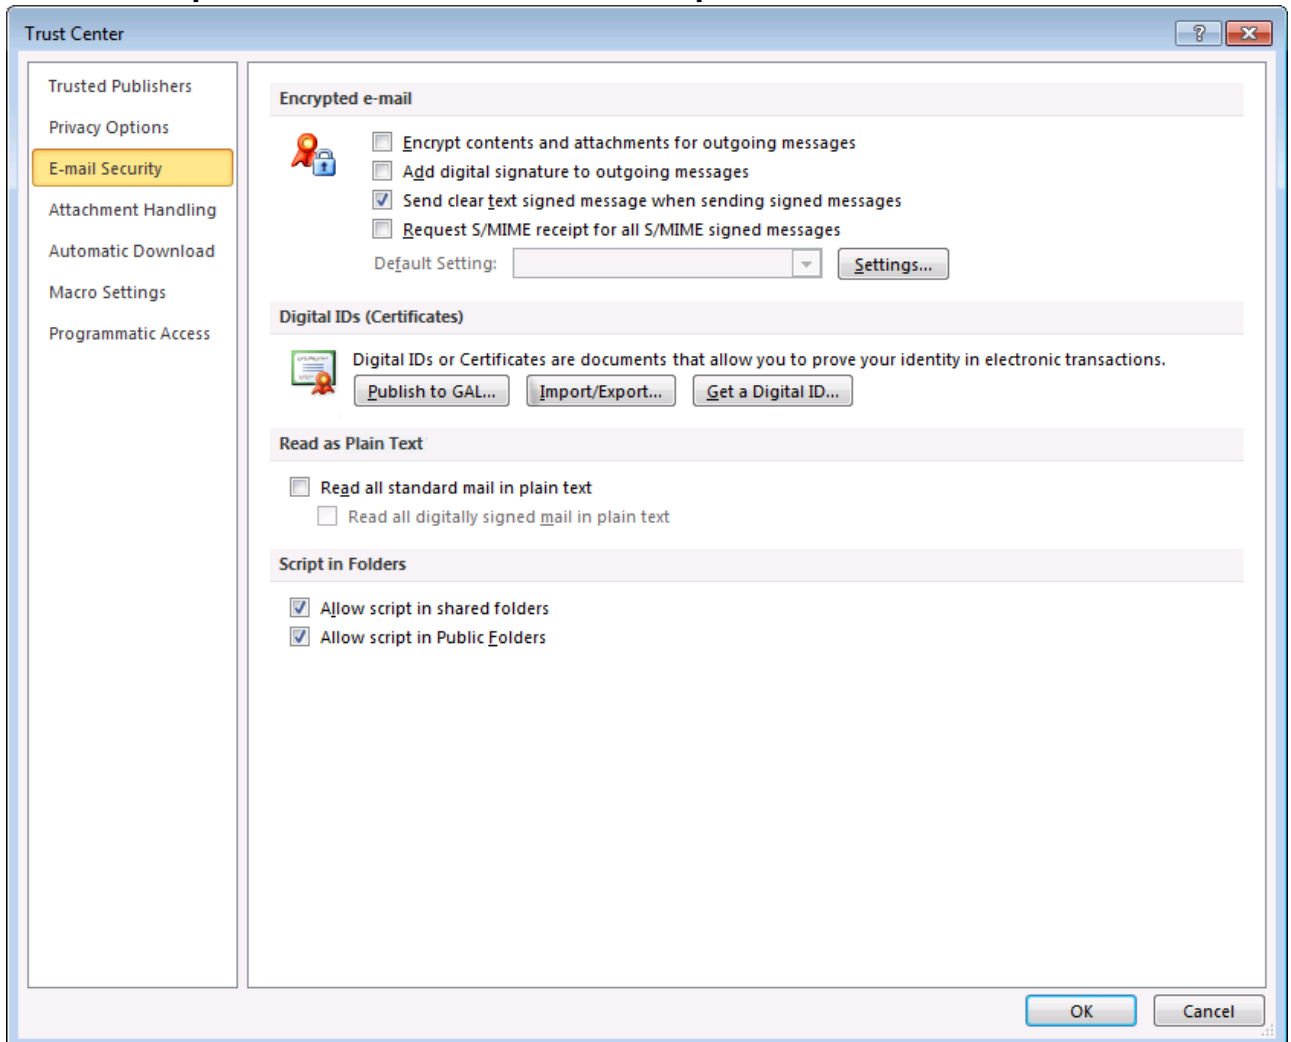 Trust Center
Trusted Publishers
Privacy Options
E-mail Security
Attachment Handling
Automatic Download
Macro Settings
Programmatic Access
Encrypted e-mail
Encrypt contents and attachments for outgoing messages
Add digital signature to outgoing messages
Send clear text signed message when sending signed messages
Request S/MIME receipt for all S/MIME signed messages
Default Setting:
Settings...
Digital IDs (Certificates)
Digital IDs or Certificates are documents that allow you to prove your identity in electronic transactions.
Publish to GAL... Import/Export... Get a Digital ID...
Read as Plain Text
Read all standard mail in plain text
Read all digitally signed mail in plain text
Script in Folders
Allow script in shared folders
Allow script in Public Folders
OK Cancel